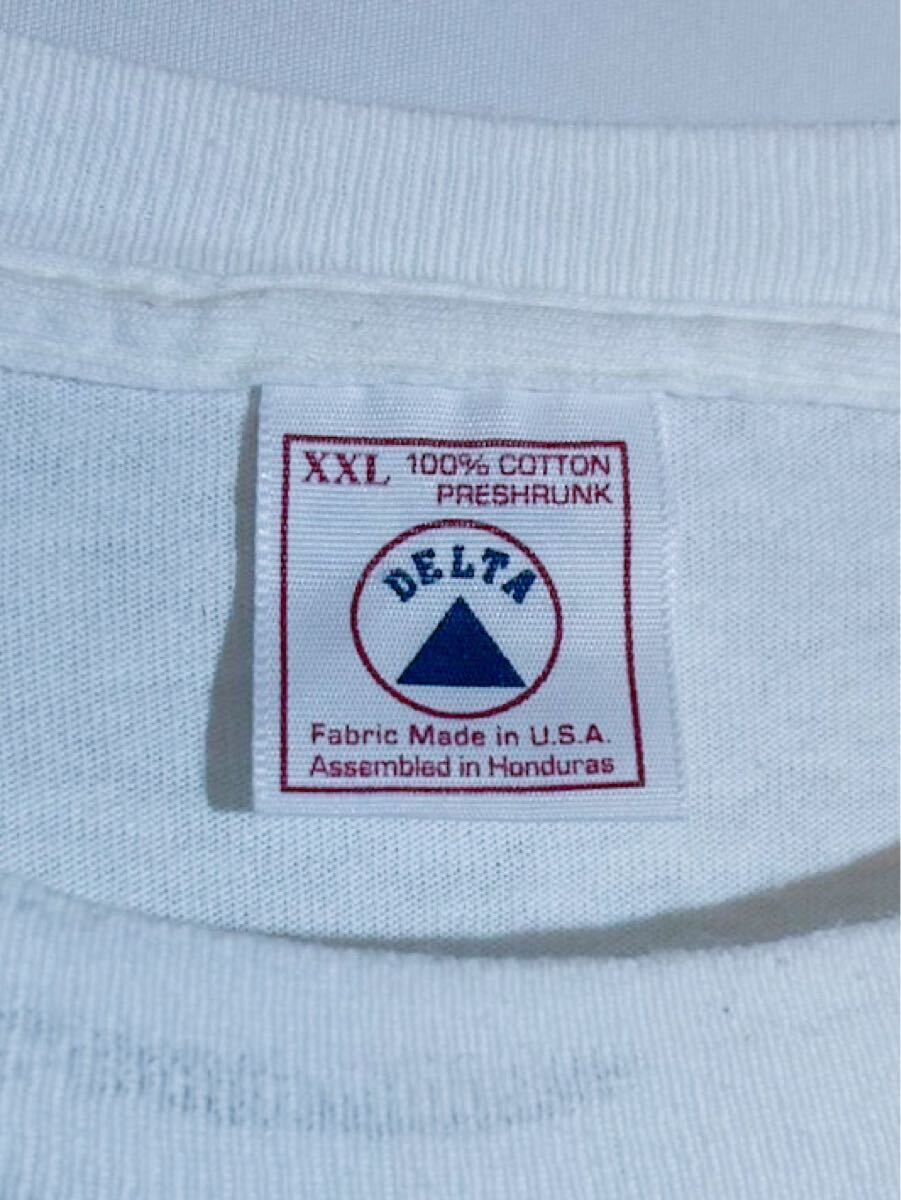 XXL 100% COTTON
PRESHRUNK
DELTA
Fabric Made in U.S.A.
Assembled in Honduras